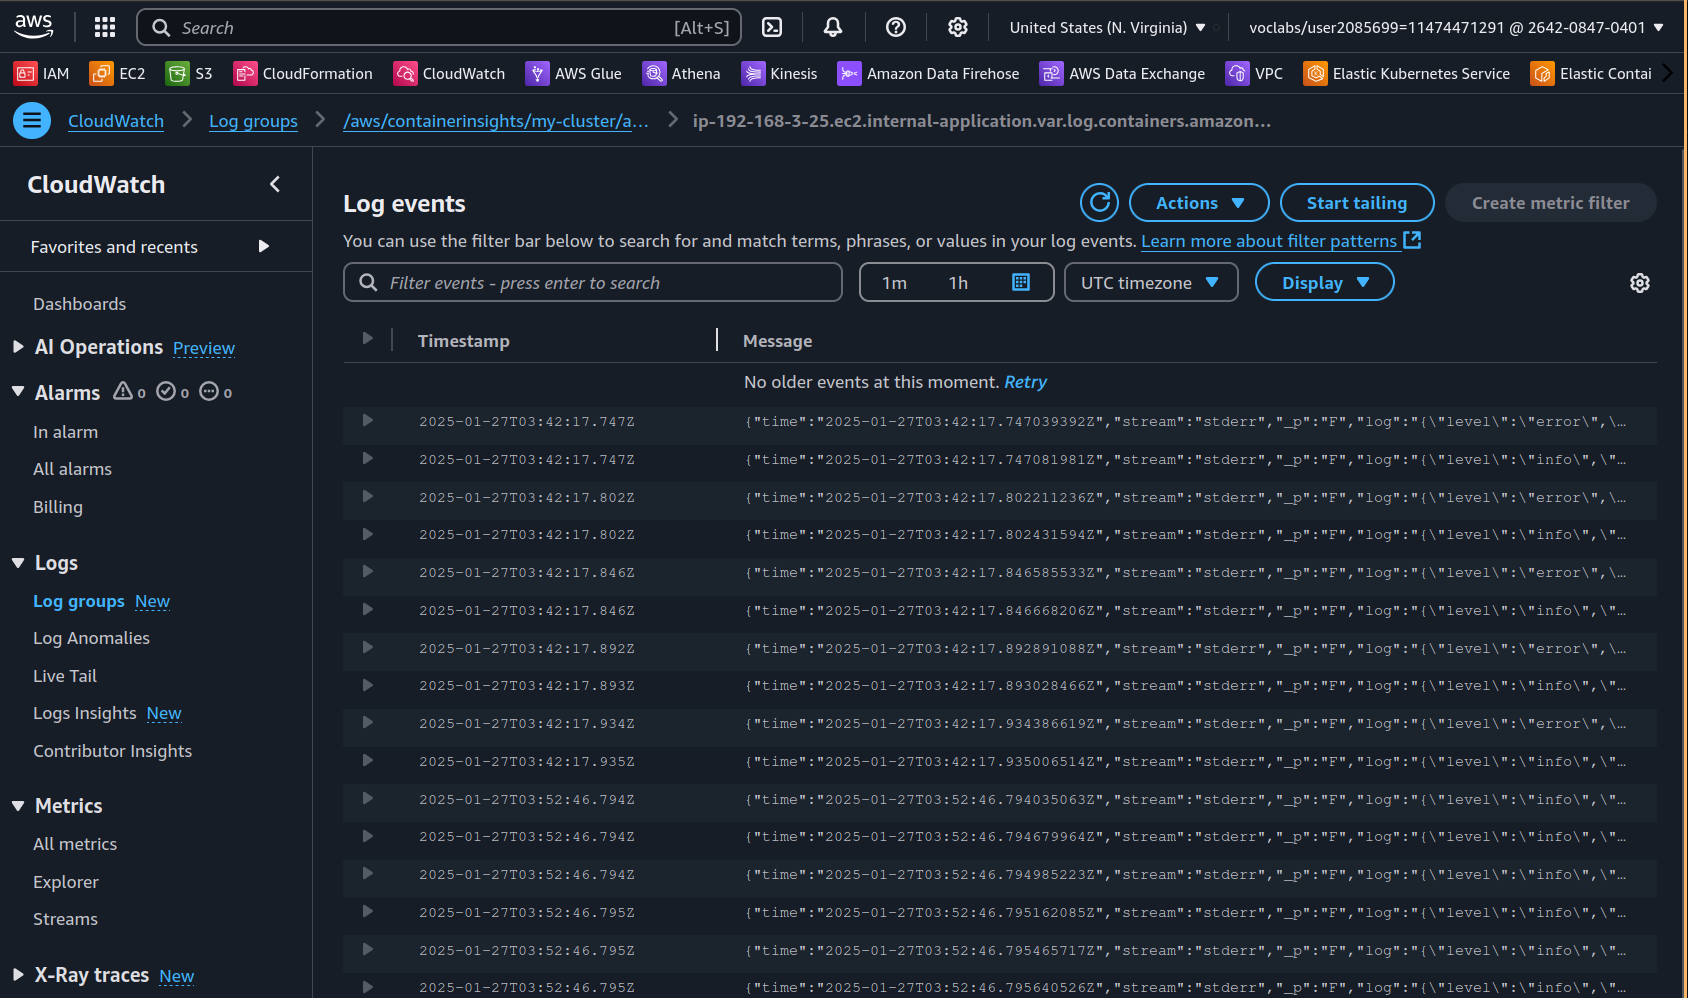 aws Search [Alt+S] United States (N. Virginia) voclabs/user2085699=11474471291 @ 2642-0847-0401
IAM EC2 S3 CloudFormation CloudWatch AWS Glue Athena Kinesis Amazon Data Firehose AWS Data Exchange VPC Elastic Kubernetes Service Elastic Contai
CloudWatch Log groups /aws/containerinsights/my-cluster/a... ip-192-168-3-25.ec2.internal-application.var.log.containers.amazon...
CloudWatch
Favorites and recents
Dashboards
AI Operations Preview
Alarms 0 0 0
In alarm
All alarms
Billing
Logs
Log groups New
Log Anomalies
Live Tail
Logs Insights New
Contributor Insights
Metrics
All metrics
Explorer
Streams
X-Ray traces New
Log events
Actions Start tailing Create metric filter
You can use the filter bar below to search for and match terms, phrases, or values in your log events. Learn more about filter patterns
Filter events - press enter to search 1m 1h UTC timezone Display
Timestamp Message
No older events at this moment. Retry
2025-01-27T03:42:17.747Z {"time":"2025-01-27T03:42:17.747039392Z","stream":"stderr","_p":"F","log":"{\"level\":\"error\",\...
2025-01-27T03:42:17.747Z {"time":"2025-01-27T03:42:17.747081981Z","stream":"stderr","_p":"F","log":"{\"level\":\"info\",\"...
2025-01-27T03:42:17.802Z {"time":"2025-01-27T03:42:17.802211236Z","stream":"stderr","_p":"F","log":"{\"level\":\"error\",\...
2025-01-27T03:42:17.802Z {"time":"2025-01-27T03:42:17.802431594Z","stream":"stderr","_p":"F","log":"{\"level\":\"info\",\"...
2025-01-27T03:42:17.846Z {"time":"2025-01-27T03:42:17.846585533Z","stream":"stderr","_p":"F","log":"{\"level\":\"error\",\...
2025-01-27T03:42:17.846Z {"time":"2025-01-27T03:42:17.846668206Z","stream":"stderr","_p":"F","log":"{\"level\":\"info\",\"...
2025-01-27T03:42:17.892Z {"time":"2025-01-27T03:42:17.892891088Z","stream":"stderr","_p":"F","log":"{\"level\":\"error\",\...
2025-01-27T03:42:17.893Z {"time":"2025-01-27T03:42:17.893028466Z","stream":"stderr","_p":"F","log":"{\"level\":\"info\",\"...
2025-01-27T03:42:17.934Z {"time":"2025-01-27T03:42:17.934386619Z","stream":"stderr","_p":"F","log":"{\"level\":\"error\",\...
2025-01-27T03:42:17.935Z {"time":"2025-01-27T03:42:17.935006514Z","stream":"stderr","_p":"F","log":"{\"level\":\"info\",\"...
2025-01-27T03:52:46.794Z {"time":"2025-01-27T03:52:46.794035063Z","stream":"stderr","_p":"F","log":"{\"level\":\"info\",\"...
2025-01-27T03:52:46.794Z {"time":"2025-01-27T03:52:46.794679964Z","stream":"stderr","_p":"F","log":"{\"level\":\"info\",\"...
2025-01-27T03:52:46.794Z {"time":"2025-01-27T03:52:46.794985223Z","stream":"stderr","_p":"F","log":"{\"level\":\"info\",\"...
2025-01-27T03:52:46.795Z {"time":"2025-01-27T03:52:46.795162085Z","stream":"stderr","_p":"F","log":"{\"level\":\"info\",\"...
2025-01-27T03:52:46.795Z {"time":"2025-01-27T03:52:46.795465717Z","stream":"stderr","_p":"F","log":"{\"level\":\"info\",\"...
2025-01-27T03:52:46.795Z {"time":"2025-01-27T03:52:46.795640526Z","stream":"stderr","_p":"F","log":"{\"level\":\"info\",\"...